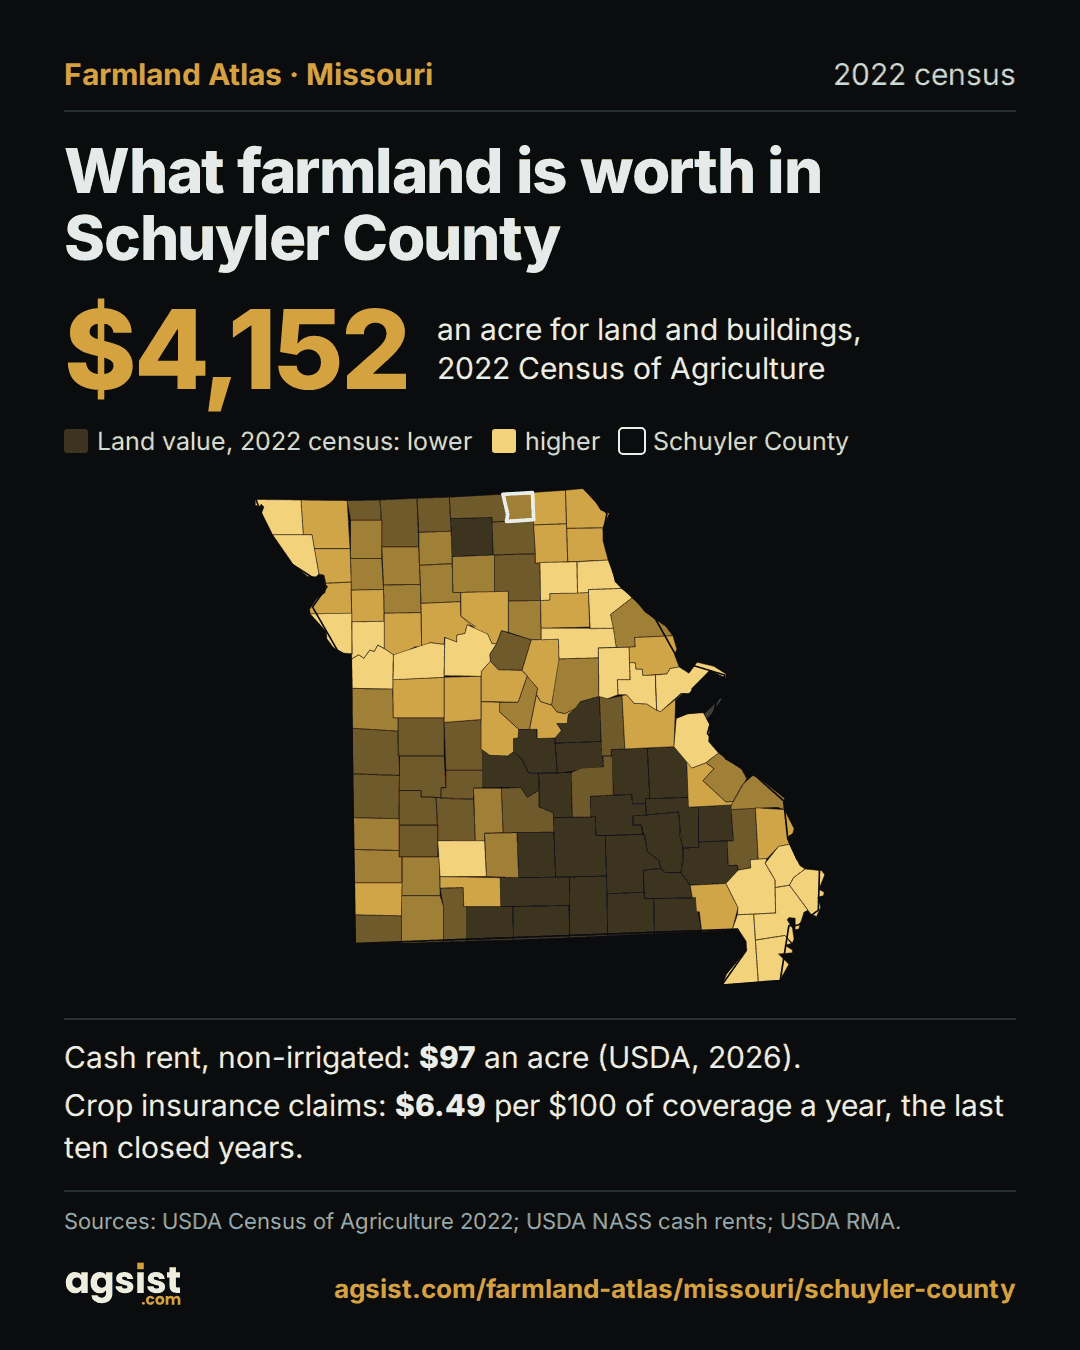 Farmland Atlas · Missouri
2022 census
What farmland is worth in
Schuyler County
$4,152
an acre for land and buildings,
2022 Census of Agriculture
Land value, 2022 census: lower
higher
Schuyler County
Cash rent, non-irrigated: $97 an acre (USDA, 2026).
Crop insurance claims: $6.49 per $100 of coverage a year, the last
ten closed years.
Sources: USDA Census of Agriculture 2022; USDA NASS cash rents; USDA RMA.
agsist
.com
agsist.com/farmland-atlas/missouri/schuyler-county